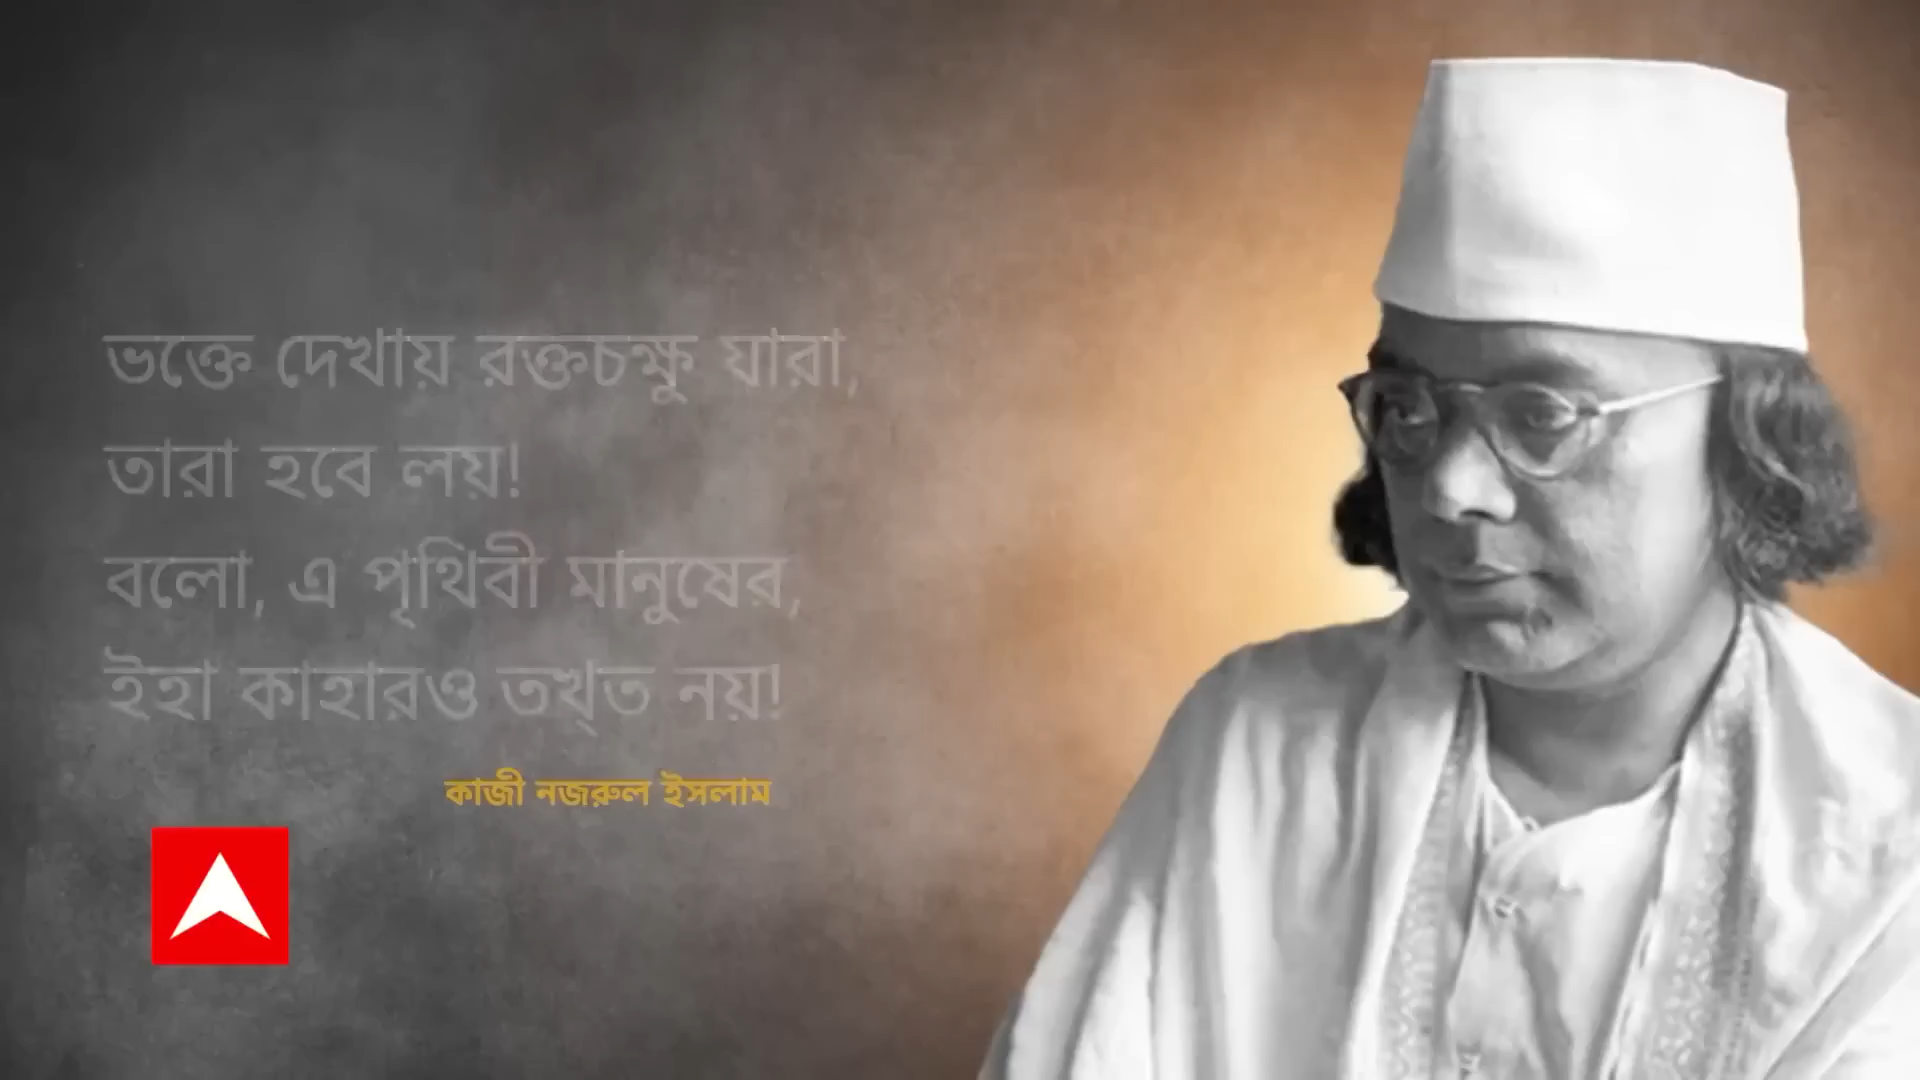 ভক্তে দেখায় রক্তচক্ষু যারা,
তারা হবে লয়!
বলো, এ পৃথিবী মানুষের,
ইহা কাহারও তখ্‌ত নয়!
কাজী নজরুল ইসলাম